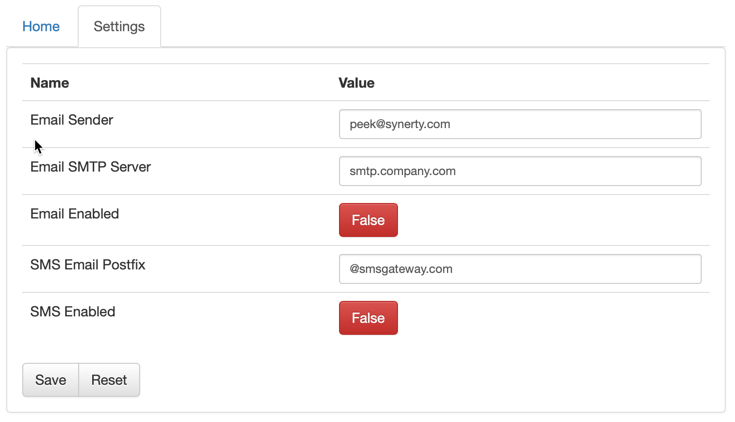 Home Settings
Name Value
Email Sender peek@synerty.com
Email SMTP Server smtp.company.com
Email Enabled False
SMS Email Postfix @smsgateway.com
SMS Enabled False
Save Reset